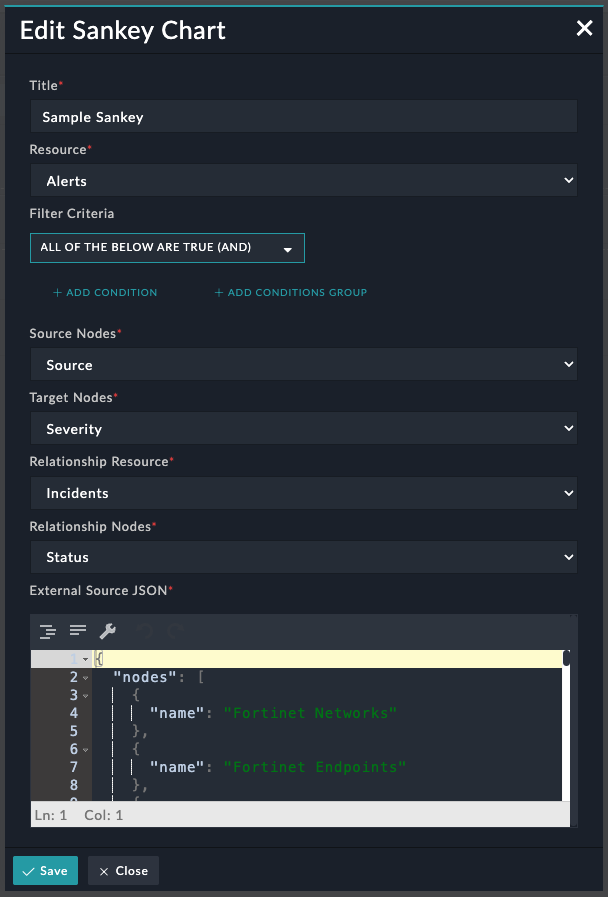 Edit Sankey Chart
Title*
Sample Sankey
Resource*
Alerts
Filter Criteria
ALL OF THE BELOW ARE TRUE (AND)
+ ADD CONDITION + ADD CONDITIONS GROUP
Source Nodes*
Source
Target Nodes*
Severity
Relationship Resource*
Incidents
Relationship Nodes*
Status
External Source JSON*
1 {
2 "nodes": [
3 {
4 "name": "Fortinet Networks"
5 },
6 {
7 "name": "Fortinet Endpoints"
8 },
9 {
Ln: 1 Col: 1
Save Close